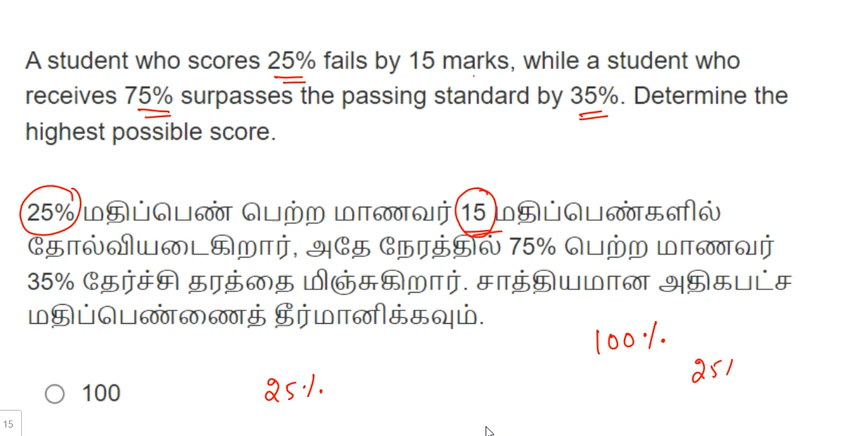 A student who scores 25% fails by 15 marks, while a student who
receives 75% surpasses the passing standard by 35%. Determine the
highest possible score.
25% மதிப்பெண் பெற்ற மாணவர் 15 மதிப்பெண்களில்
தோல்வியடைகிறார், அதே நேரத்தில் 75% பெற்ற மாணவர்
35% தேர்ச்சி தரத்தை மிஞ்சுகிறார். சாத்தியமான அதிகபட்ச
மதிப்பெண்ணைத் தீர்மானிக்கவும்.
100%
25%
100 25%
15